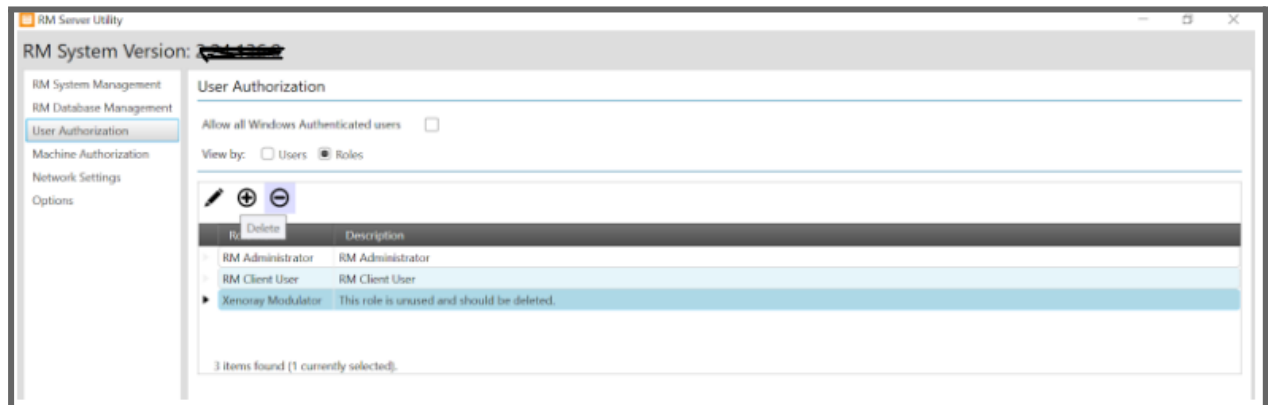 RM Server Utility
RM System Version:
RM System Management
RM Database Management
User Authorization
Machine Authorization
Network Settings
Options
User Authorization
Allow all Windows Authenticated users
View by: Users Roles
Delete
Description
RM Administrator RM Administrator
RM Client User RM Client User
Xenoray Modulator This role is unused and should be deleted.
3 items found (1 currently selected).